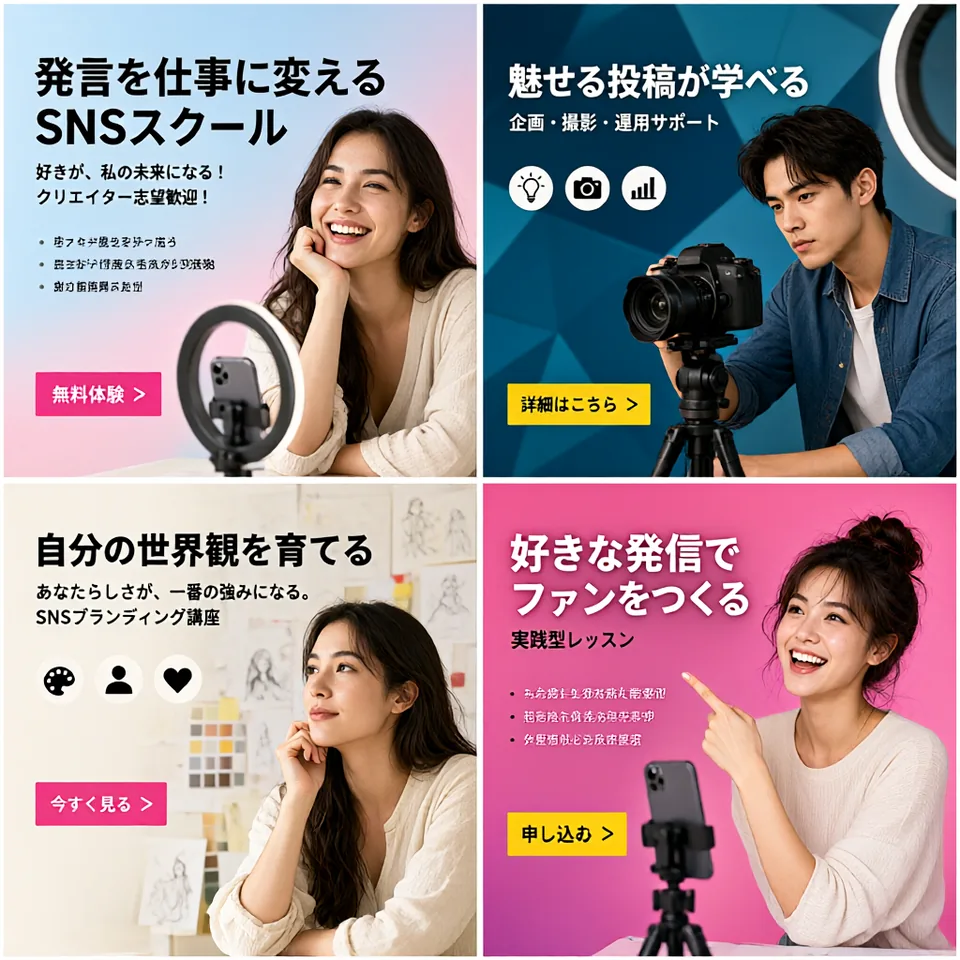 発言を仕事に変える
SNSスクール
好きが、私の未来になる！
クリエイター志望歓迎！
無料体験 >
魅せる投稿が学べる
企画・撮影・運用サポート
詳細はこちら >
自分の世界観を育てる
あなたらしさが、一番の強みになる。
SNSブランディング講座
今すぐ見る >
好きな発信で
ファンをつくる
実践型レッスン
申し込む >